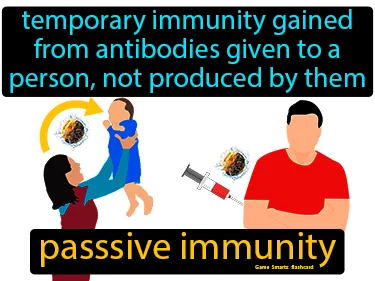 temporary immunity gained
from antibodies given to a
person, not produced by them
passsive immunity
Game Smartz flashcard